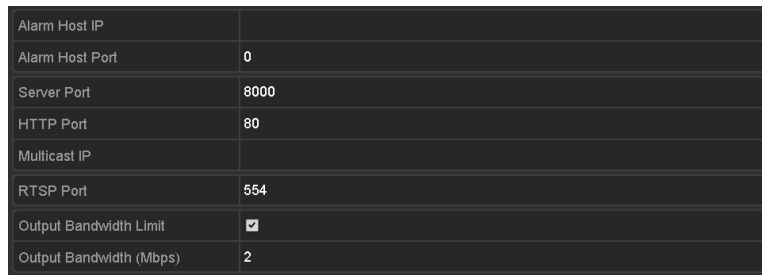 Alarm Host IP
Alarm Host Port 0
Server Port 8000
HTTP Port 80
Multicast IP
RTSP Port 554
Output Bandwidth Limit
Output Bandwidth (Mbps) 2